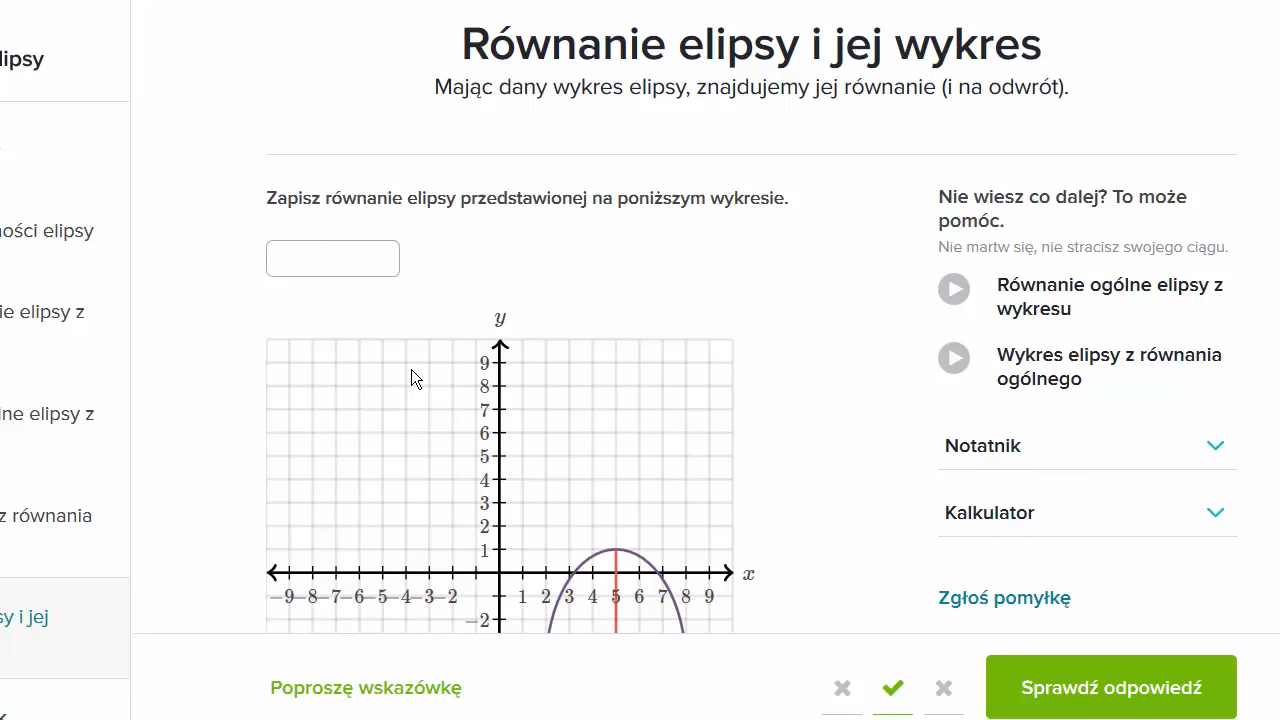 Równanie elipsy i jej wykres
Mając dany wykres elipsy, znajdujemy jej równanie (i na odwrót).
lipsy
ości elipsy
ie elipsy z
lne elipsy z
z równania
sy i jej
Zapisz równanie elipsy przedstawionej na poniższym wykresie.
y
9
8
7
6
5
4
3
2
1
−9 −8 −7 −6 −5 −4 −3 −2 1 2 3 4 5 6 7 8 9 x
−2
Nie wiesz co dalej? To może
pomóc.
Nie martw się, nie stracisz swojego ciągu.
Równanie ogólne elipsy z
wykresu
Wykres elipsy z równania
ogólnego
Notatnik
Kalkulator
Zgłoś pomyłkę
Poproszę wskazówkę
Sprawdź odpowiedź